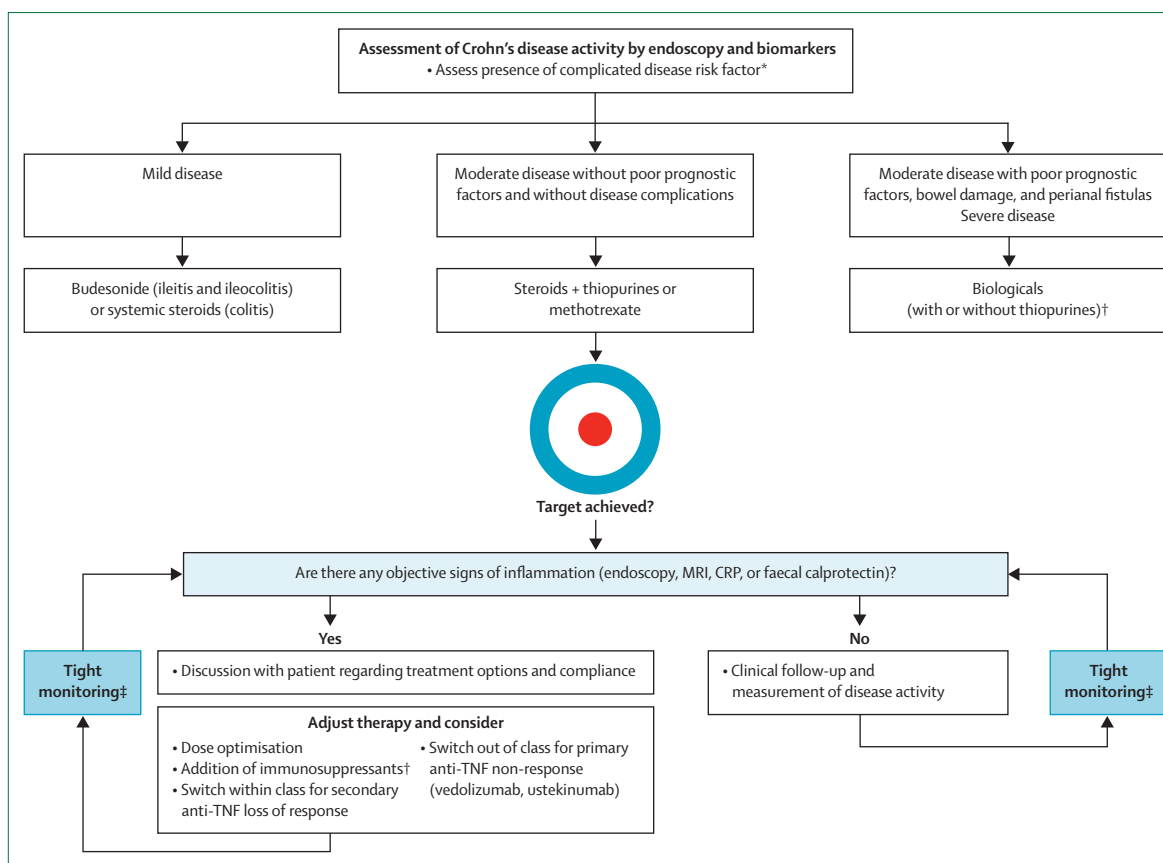 Assessment of Crohn's disease activity by endoscopy and biomarkers
• Assess presence of complicated disease risk factor*
Mild disease
Moderate disease without poor prognostic
factors and without disease complications
Moderate disease with poor prognostic
factors, bowel damage, and perianal fistulas
Severe disease
Budesonide (ileitis and ileocolitis)
or systemic steroids (colitis)
Steroids + thiopurines or
methotrexate
Biologicals
(with or without thiopurines)†
Target achieved?
Are there any objective signs of inflammation (endoscopy, MRI, CRP, or faecal calprotectin)?
Yes
No
Tight
monitoring‡
• Discussion with patient regarding treatment options and compliance
• Clinical follow-up and
measurement of disease activity
Tight
monitoring‡
Adjust therapy and consider
• Dose optimisation
• Addition of immunosuppressants†
• Switch within class for secondary
anti-TNF loss of response
• Switch out of class for primary
anti-TNF non-response
(vedolizumab, ustekinumab)